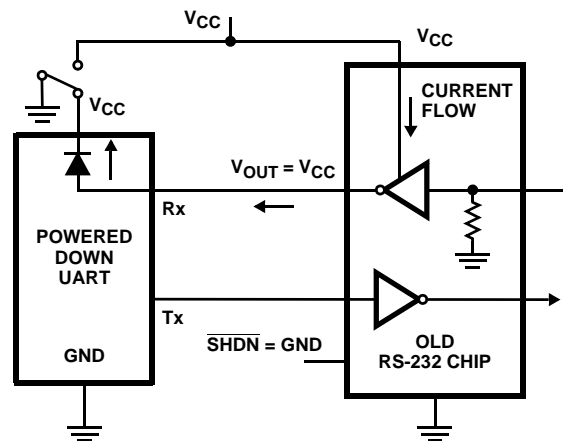 VCC
VCC
VCC
CURRENT
FLOW
VOUT = VCC
Rx
POWERED
DOWN
UART
Tx
SHDN = GND
GND
OLD
RS-232 CHIP